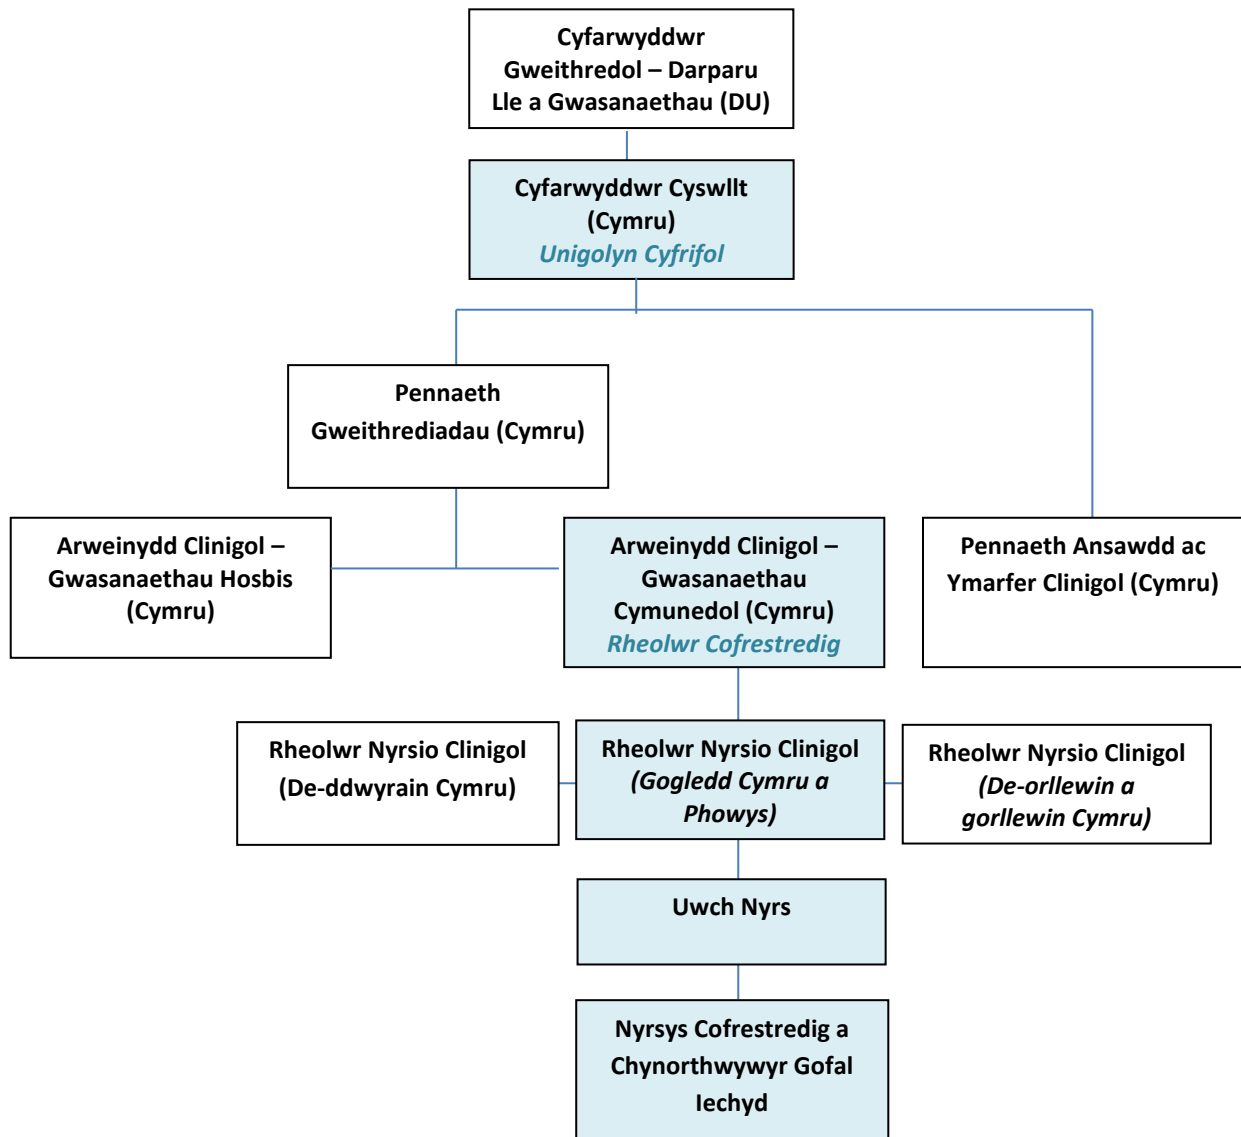 Cyfarwyddwr
Gweithredol – Darparu
Lle a Gwasanaethau (DU)
Cyfarwyddwr Cyswllt
(Cymru)
Unigolyn Cyfrifol
Pennaeth
Gweithrediadau (Cymru)
Arweinydd Clinigol –
Gwasanaethau Hosbis
(Cymru)
Arweinydd Clinigol –
Gwasanaethau
Cymunedol (Cymru)
Rheolwr Cofrestredig
Pennaeth Ansawdd ac
Ymarfer Clinigol (Cymru)
Rheolwr Nyrsio Clinigol
(De-ddwyrain Cymru)
Rheolwr Nyrsio Clinigol
(Gogledd Cymru a
Phowys)
Rheolwr Nyrsio Clinigol
(De-orllewin a
gorllewin Cymru)
Uwch Nyrs
Nyrsys Cofrestredig a
Chynorthwywyr Gofal
Iechyd